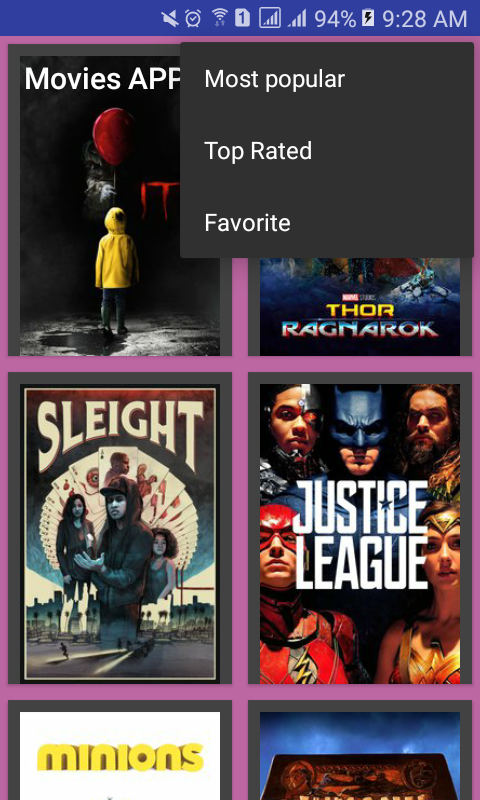 1
94%
9:28 AM
Movies APP
Most popular
Top Rated
Favorite
IT
MARVEL STUDIOS
THOR
RAGNAROK
SLEIGHT
JUSTICE
LEAGUE
minions